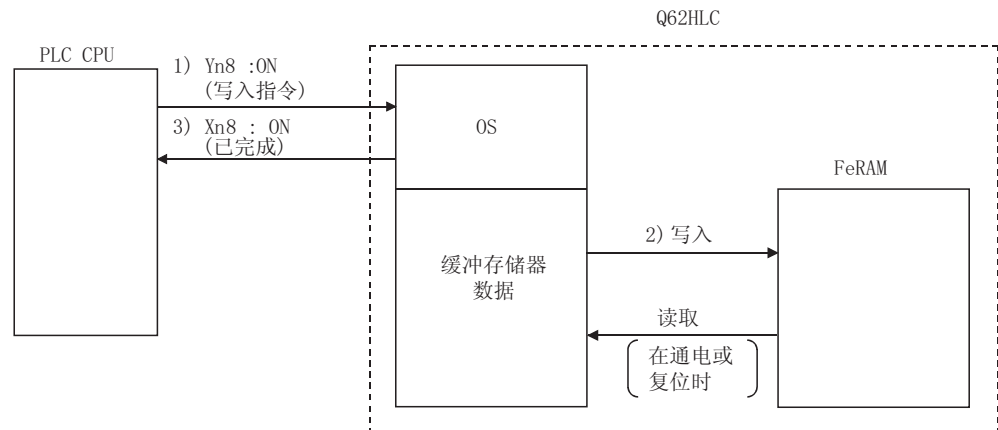 Q62HLC
PLC CPU
1) Yn8 :ON
(写入指令)
3) Xn8 : ON
(已完成)
OS
FeRAM
2) 写入
缓冲存储器
数据
读取
在通电或
复位时